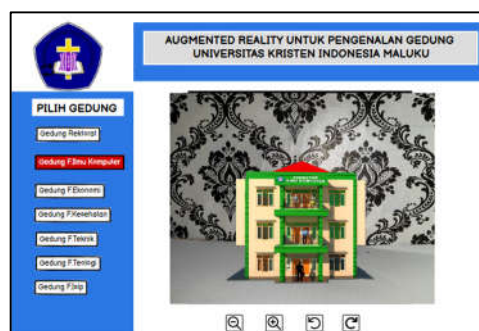 AUGMENTED REALITY UNTUK PENGENALAN GEDUNG
UNIVERSITAS KRISTEN INDONESIA MALUKU
PILIH GEDUNG
Gedung Rektorat
Gedung F.Ilmu Komputer
Gedung F.Ekonomi
Gedung F.Kesehatan
Gedung F.Teknik
Gedung F.Teologi
Gedung F.Isip